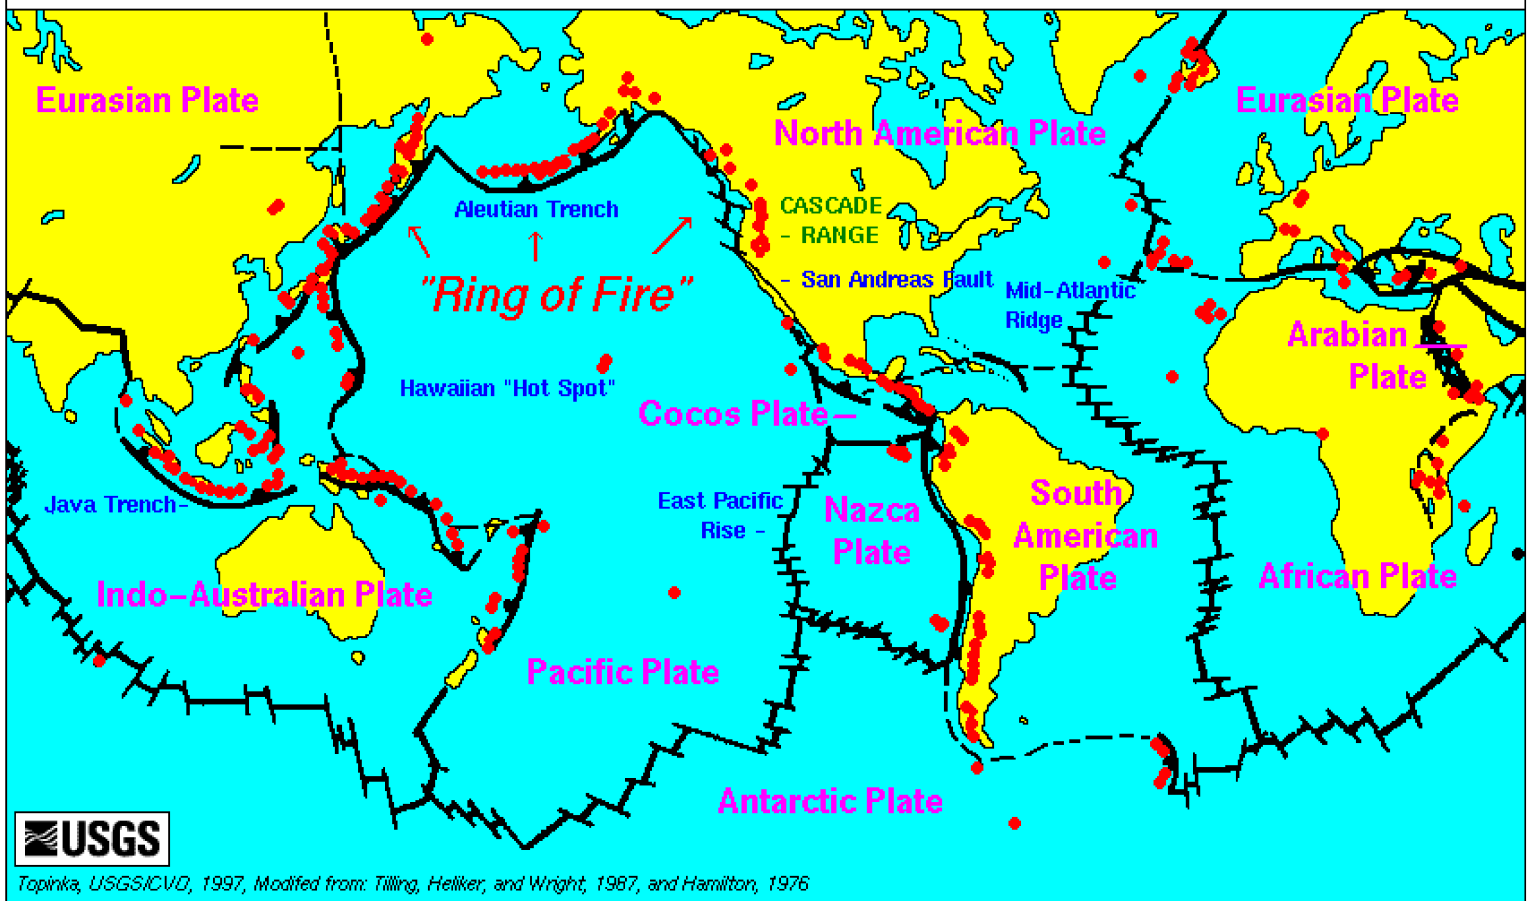 Eurasian Plate
Eurasian Plate
North American Plate
Aleutian Trench
CASCADE
- RANGE
"Ring of Fire"
- San Andreas Fault
Mid-Atlantic
Ridge
Arabian
Plate
Hawaiian "Hot Spot"
Cocos Plate
Java Trench-
East Pacific
Rise -
Nazca
Plate
South
American
Plate
Indo-Australian Plate
African Plate
Pacific Plate
Antarctic Plate
USGS
Topinka, USGS/CVO, 1997, Modifed from: Tilling, Heliker, and Wright, 1987, and Hamilton, 1976